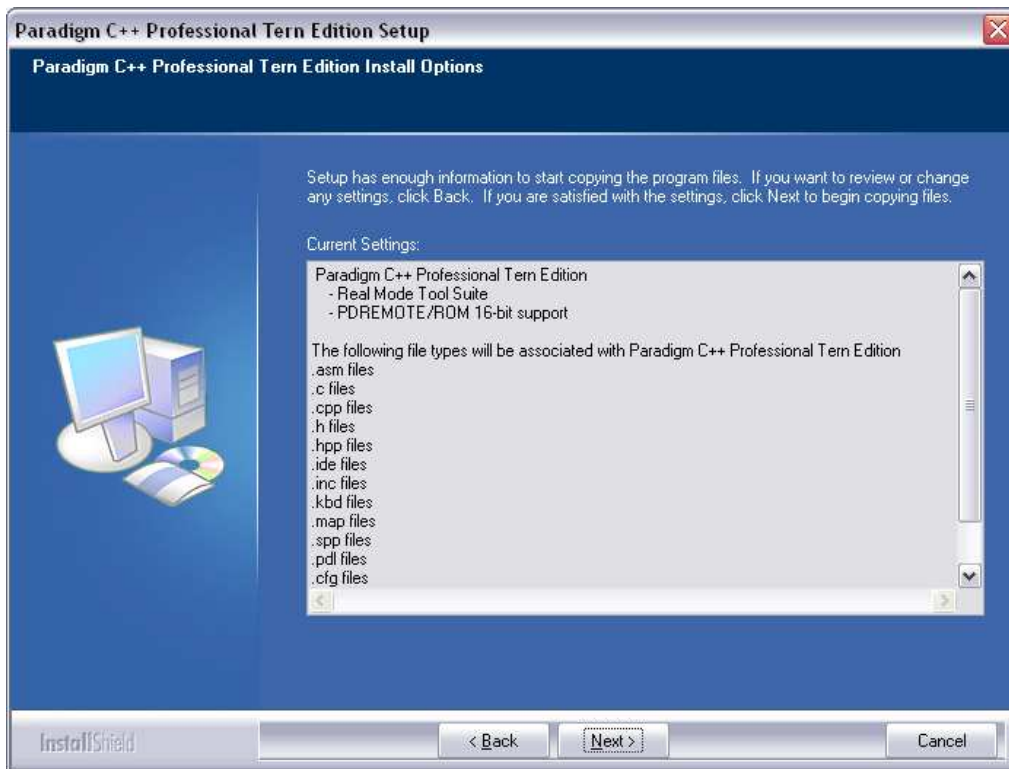 Paradigm C++ Professional Tern Edition Setup
Paradigm C++ Professional Tern Edition Install Options
Setup has enough information to start copying the program files. If you want to review or change
any settings, click Back. If you are satisfied with the settings, click Next to begin copying files.
Current Settings:
Paradigm C++ Professional Tern Edition
- Real Mode Tool Suite
- PDREMOTE/ROM 16-bit support
The following file types will be associated with Paradigm C++ Professional Tern Edition
.asm files
.c files
.cpp files
.h files
.hpp files
.ide files
.inc files
.kbd files
.map files
.spp files
.pdl files
.cfg files
InstallShield
< Back
Next >
Cancel